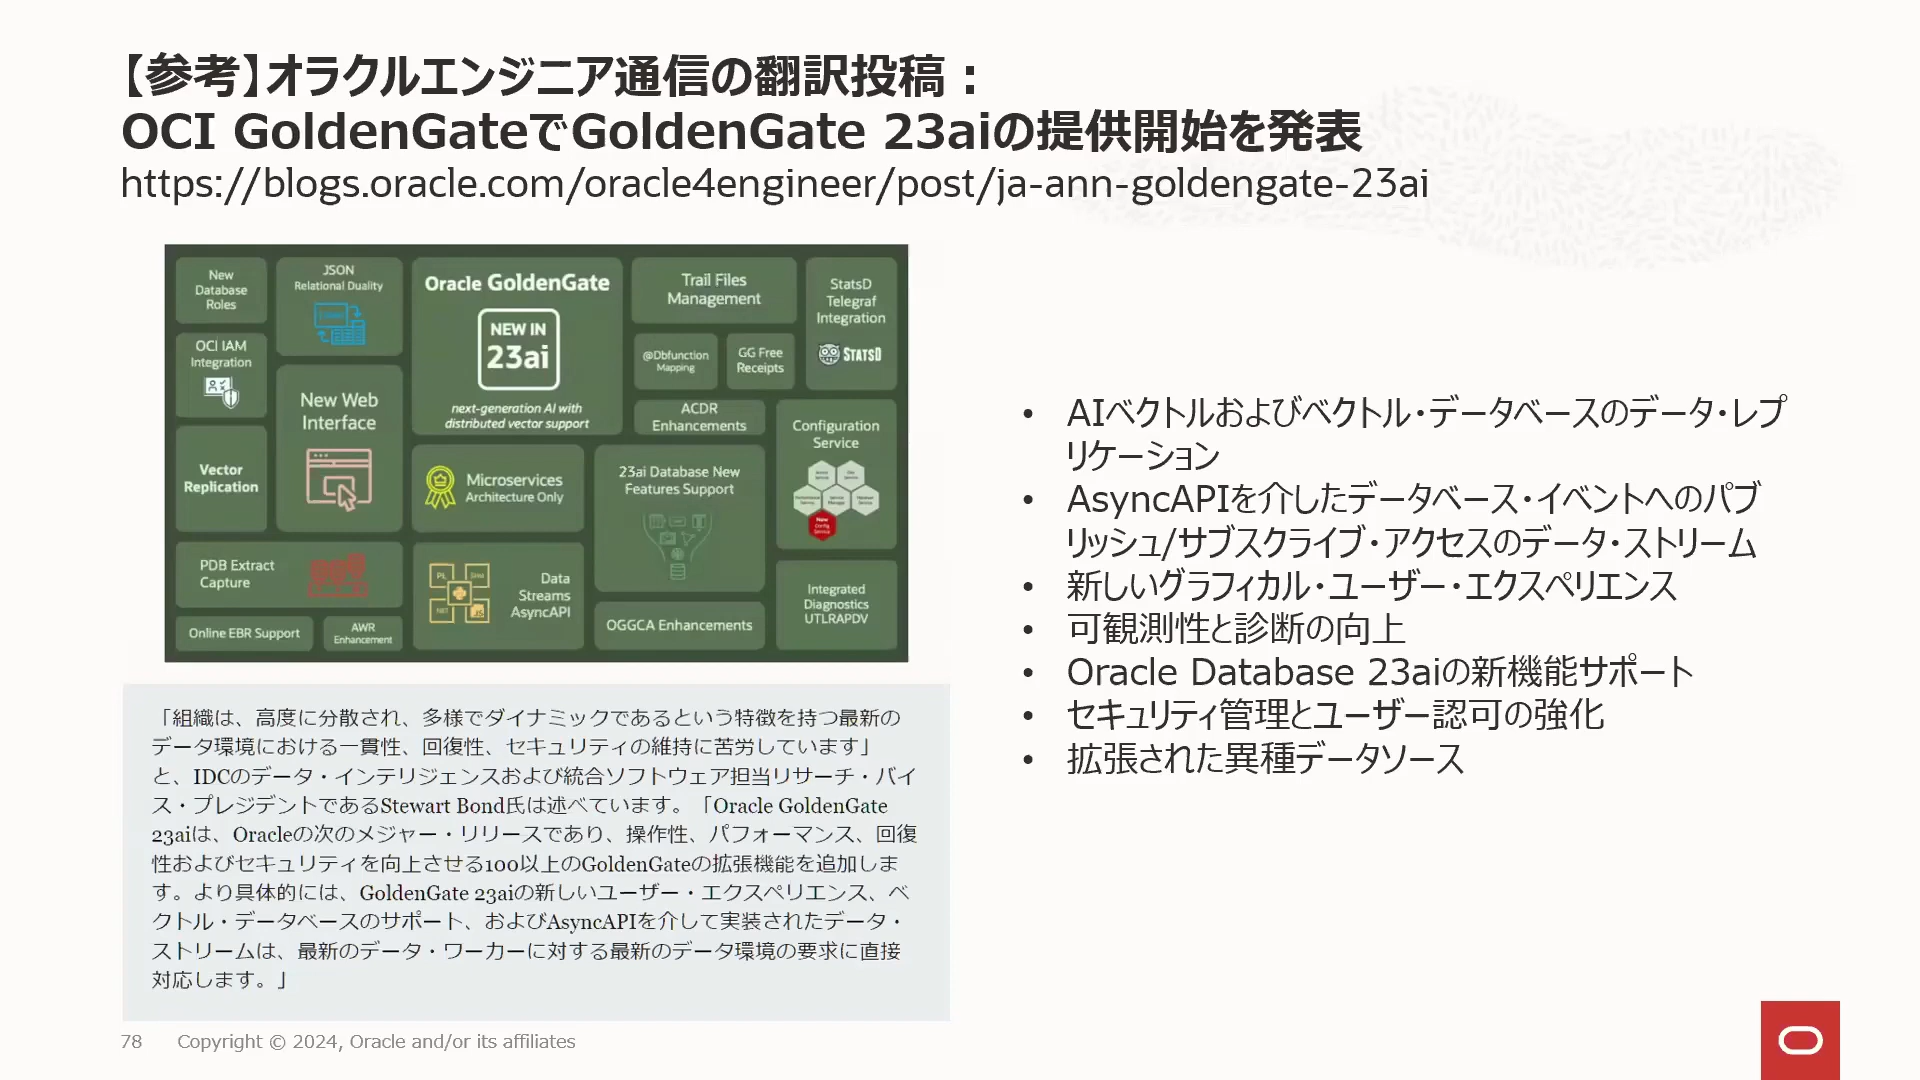 【参考】オラクルエンジニア通信の翻訳投稿：
OCI GoldenGateでGoldenGate 23aiの提供開始を発表
https://blogs.oracle.com/oracle4engineer/post/ja-ann-goldengate-23ai
New
Database
Roles
JSON
Relational Duality
Oracle GoldenGate
NEW IN
23ai
next-generation AI with
distributed vector support
Trail Files
Management
StatsD
Telegraf
Integration
STATSD
OCI IAM
Integration
@Dbfunction
Mapping
GG Free
Receipts
New Web
Interface
ACDR
Enhancements
Configuration
Service
New
Config
Service
Vector
Replication
Microservices
Architecture Only
23ai Database New
Features Support
PDB Extract
Capture
Data
Streams
AsyncAPI
Integrated
Diagnostics
UTLRAPDV
Online EBR Support
AWR
Enhancement
OGGCA Enhancements
「組織は、高度に分散され、多様でダイナミックであるという特徴を持つ最新の
データ環境における一貫性、回復性、セキュリティの維持に苦労しています」
と、IDCのデータ・インテリジェンスおよび統合ソフトウェア担当リサーチ・バイ
ス・プレジデントであるStewart Bond氏は述べています。「Oracle GoldenGate
23aiは、Oracleの次のメジャー・リリースであり、操作性、パフォーマンス、回復
性およびセキュリティを向上させる100以上のGoldenGateの拡張機能を追加しま
す。より具体的には、GoldenGate 23aiの新しいユーザー・エクスペリエンス、ベ
クトル・データベースのサポート、およびAsyncAPIを介して実装されたデータ・
ストリームは、最新のデータ・ワーカーに対する最新のデータ環境の要求に直接
対応します。」
• AIベクトルおよびベクトル・データベースのデータ・レプ
リケーション
• AsyncAPIを介したデータベース・イベントへのパブ
リッシュ/サブスクライブ・アクセスのデータ・ストリーム
• 新しいグラフィカル・ユーザー・エクスペリエンス
• 可観測性と診断の向上
• Oracle Database 23aiの新機能サポート
• セキュリティ管理とユーザー認可の強化
• 拡張された異種データソース
78 Copyright © 2024, Oracle and/or its affiliates